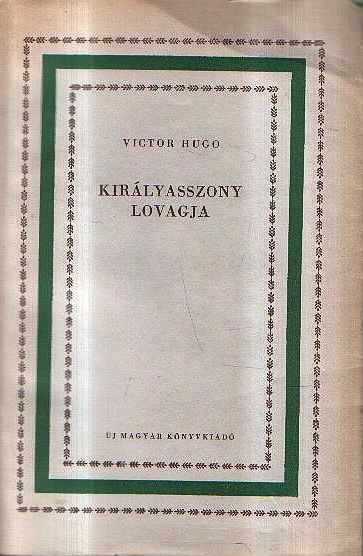 VICTOR HUGO
KIRÁLYASSZONY
LOVAGJA
ÚJ MAGYAR KÖNYVKIADÓ